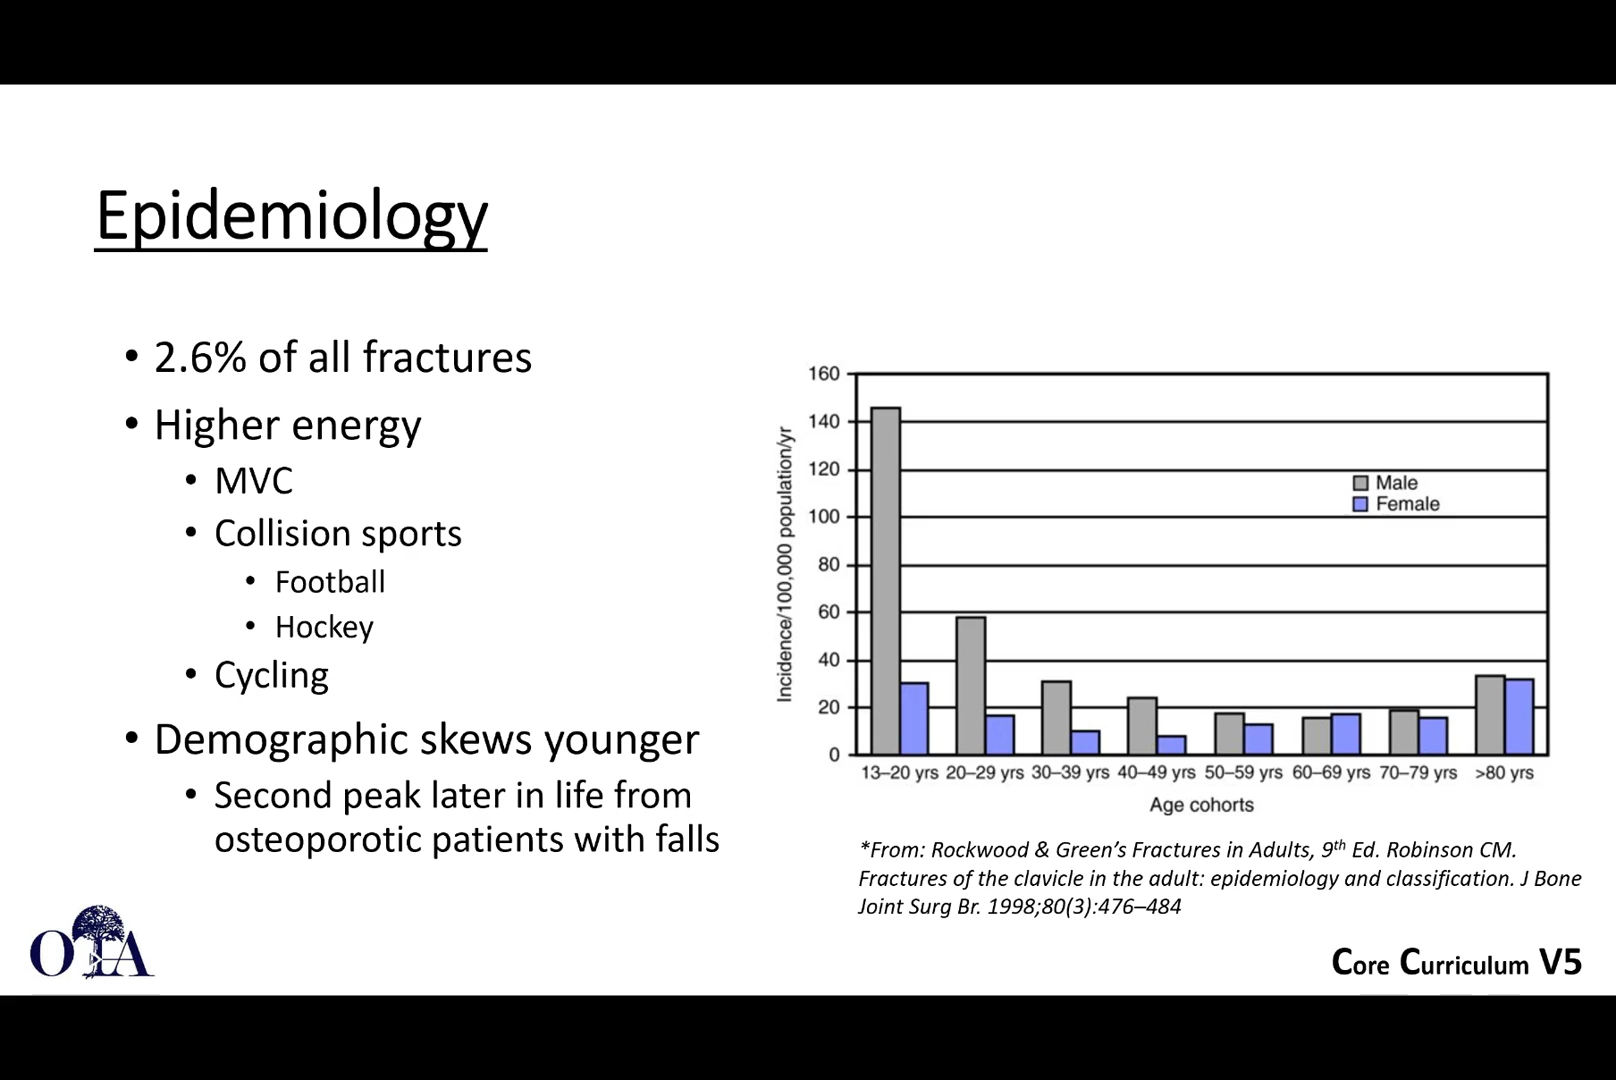 Epidemiology
• 2.6% of all fractures
• Higher energy
• MVC
• Collision sports
• Football
• Hockey
• Cycling
• Demographic skews younger
• Second peak later in life from
osteoporotic patients with falls
Incidence/100,000 population/yr
160
140
120
100
80
60
40
20
0
Male
Female
13–20 yrs 20–29 yrs 30–39 yrs 40–49 yrs 50–59 yrs 60–69 yrs 70–79 yrs >80 yrs
Age cohorts
*From: Rockwood & Green’s Fractures in Adults, 9th Ed. Robinson CM.
Fractures of the clavicle in the adult: epidemiology and classification. J Bone
Joint Surg Br. 1998;80(3):476–484
OTA
Core Curriculum V5